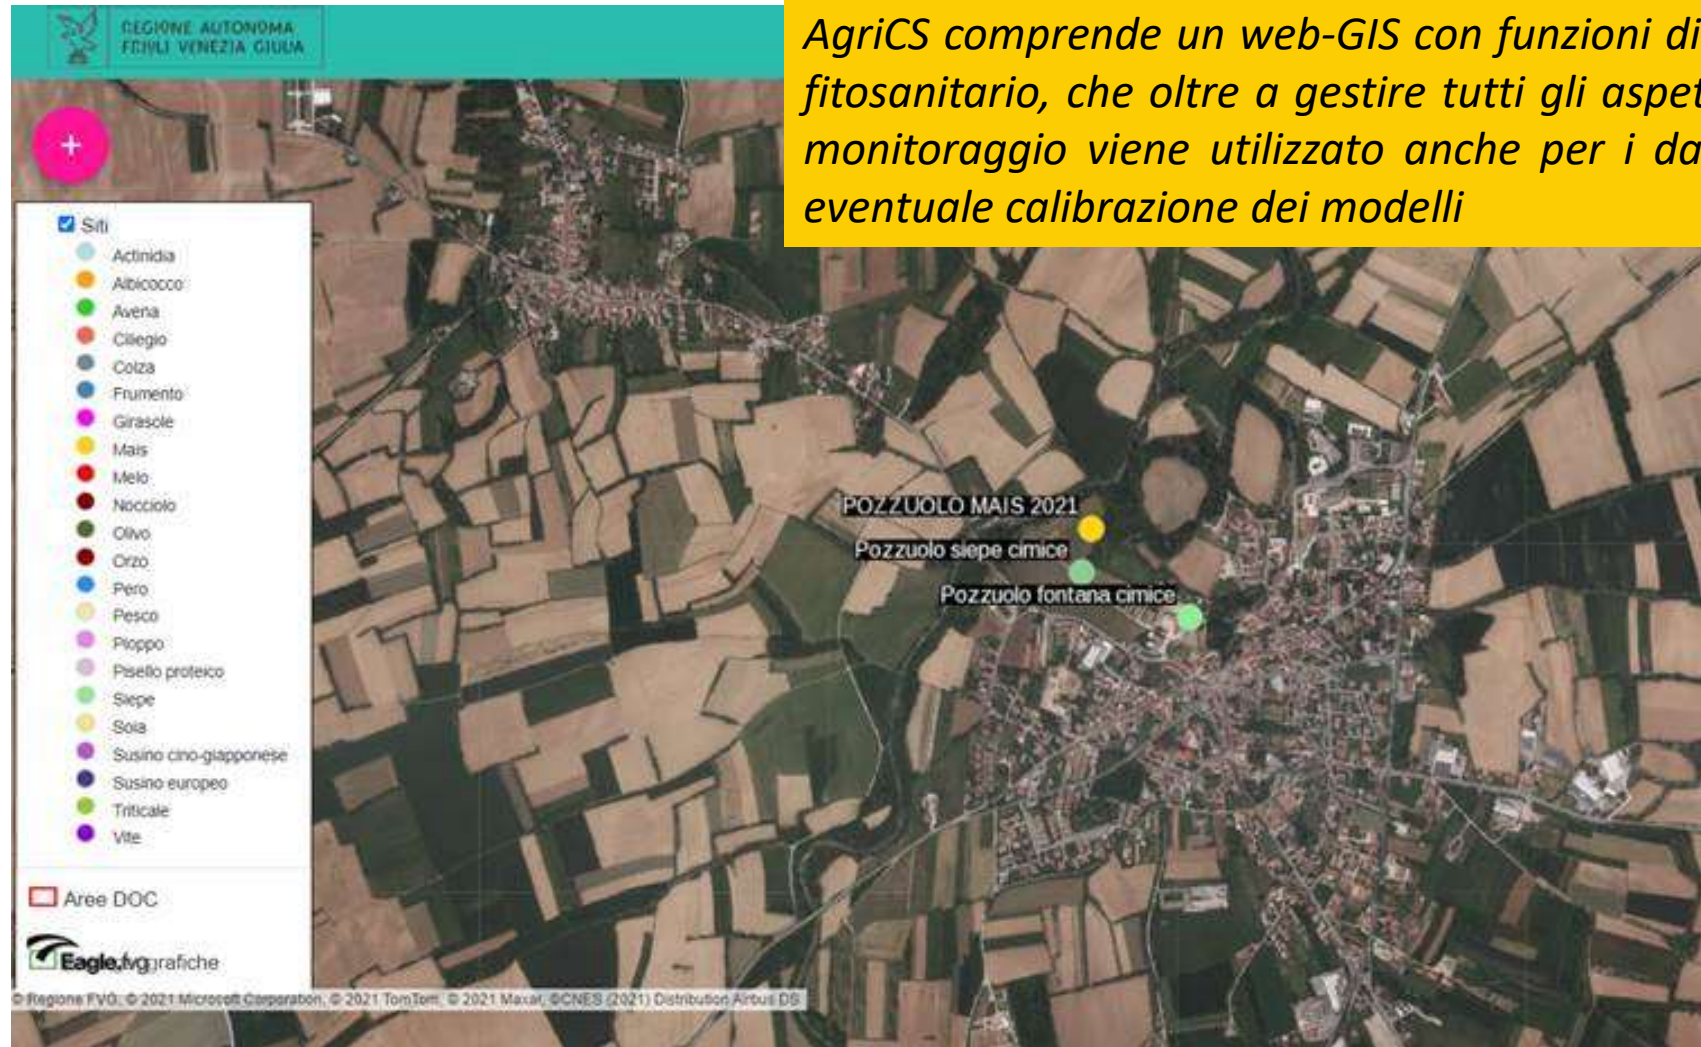 REGIONE AUTONOMA
FRIULI VENEZIA GIULIA
AgriCS comprende un web-GIS con funzioni di
fitosanitario, che oltre a gestire tutti gli aspet
monitoraggio viene utilizzato anche per i da
eventuale calibrazione dei modelli
+
Siti
Actinidia
Albicocco
Avena
Ciliegio
Colza
Frumento
Girasole
Mais
Melo
Nocciolo
Olivo
Orzo
Pero
Pesco
Pioppo
Pisello proteico
Siepe
Soia
Susino cino-giapponese
Susino europeo
Triticale
Vite
Aree DOC
Eagle.fvg rafiche
POZZUOLO MAIS 2021
Pozzuolo siepe cimice
Pozzuolo fontana cimice
© Regione FVG, © 2021 Microsoft Corporation, © 2021 TomTom, © 2021 Maxar, ©CNES (2021) Distribution Airbus DS